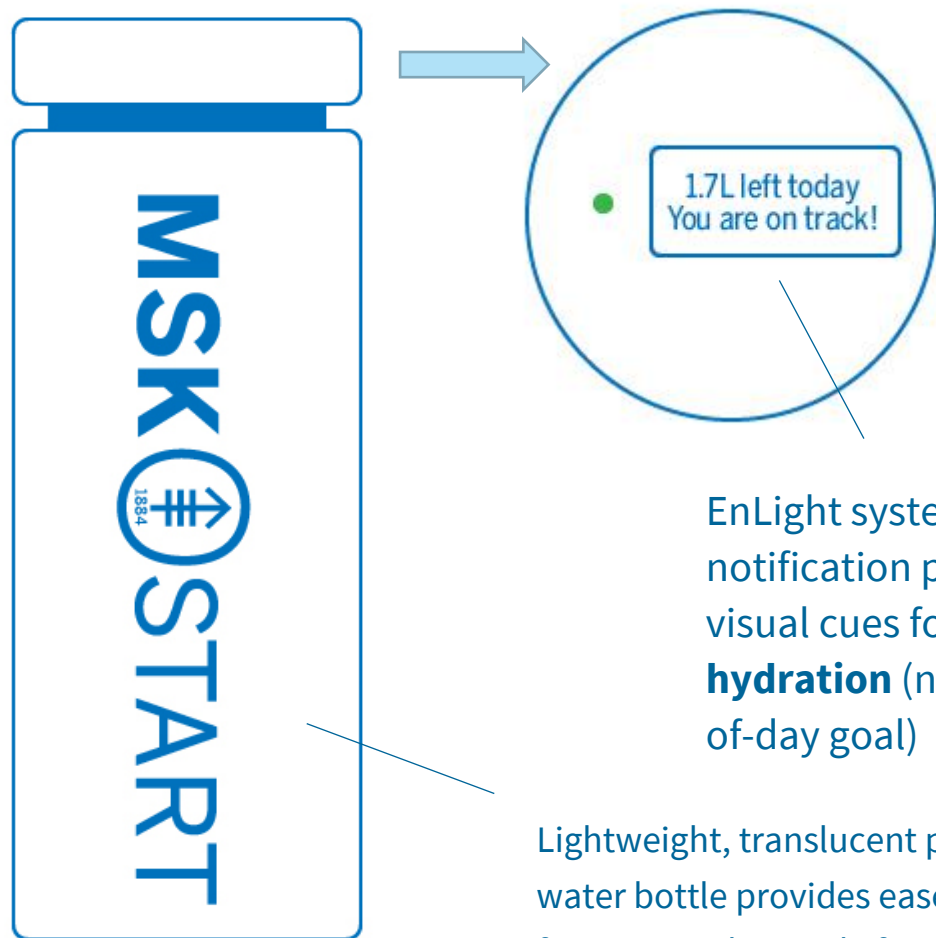 MSK
1884
START
1.7L left today
You are on track!
EnLight
notification
visual cues
hydration
of-day goal)
Lightweight, translucent
water bottle provides